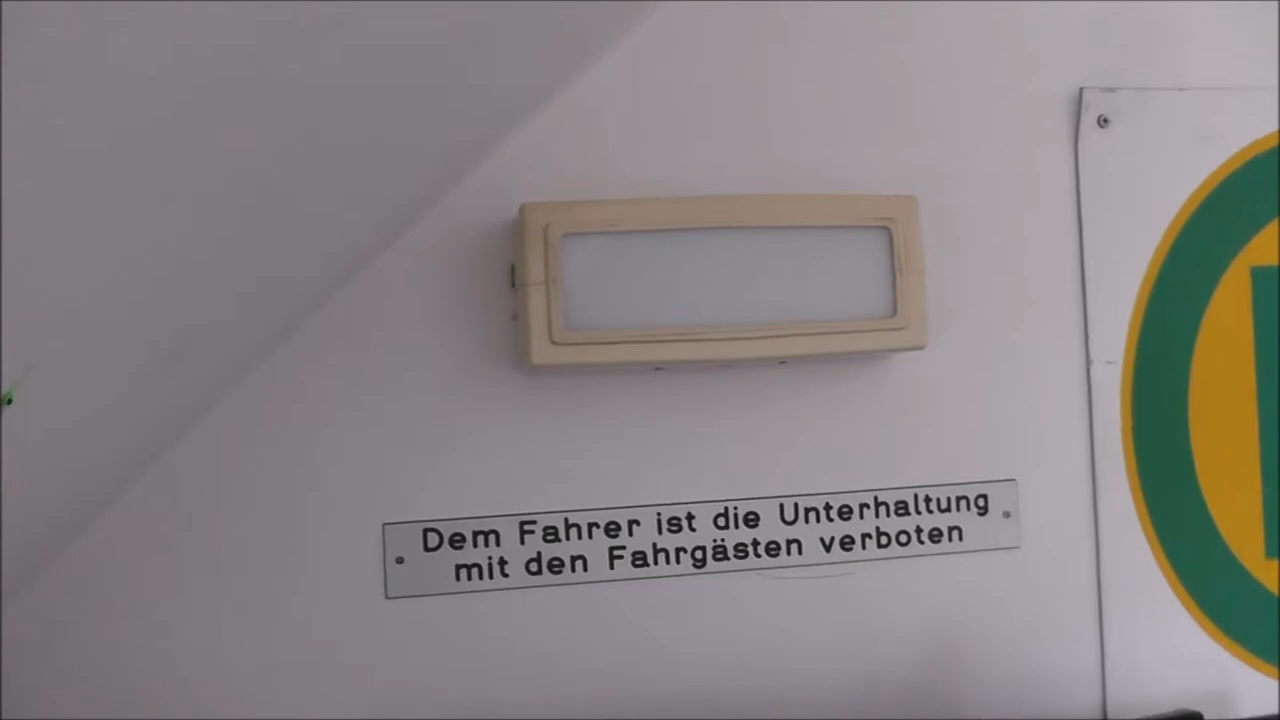 Dem Fahrer ist die Unterhaltung
mit den Fahrgästen verboten